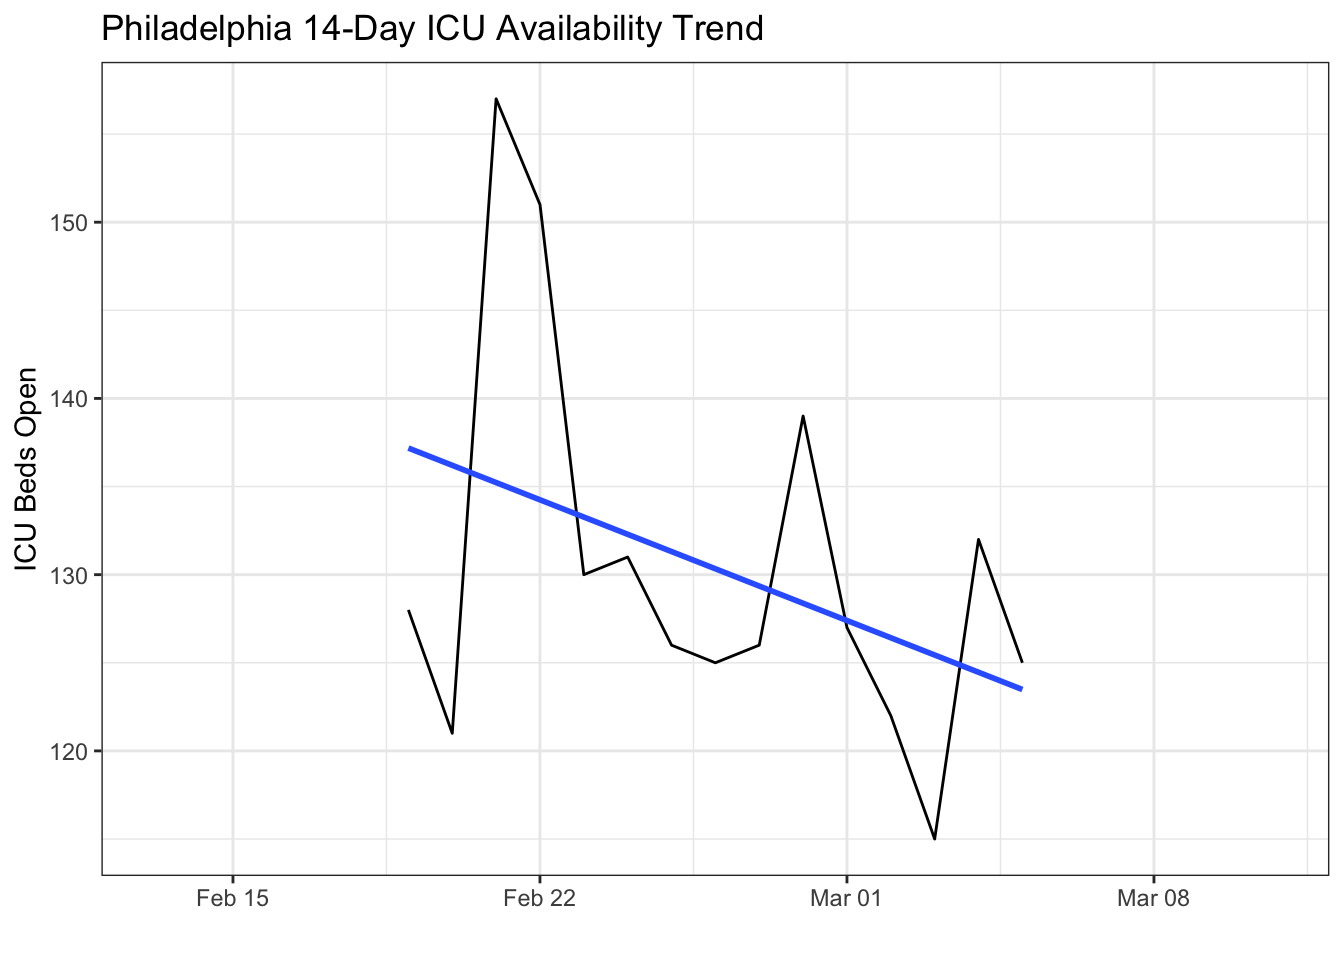 Philadelphia 14-Day ICU Availability Trend
ICU Beds Open
150
140
130
120
Feb 15
Feb 22
Mar 01
Mar 08